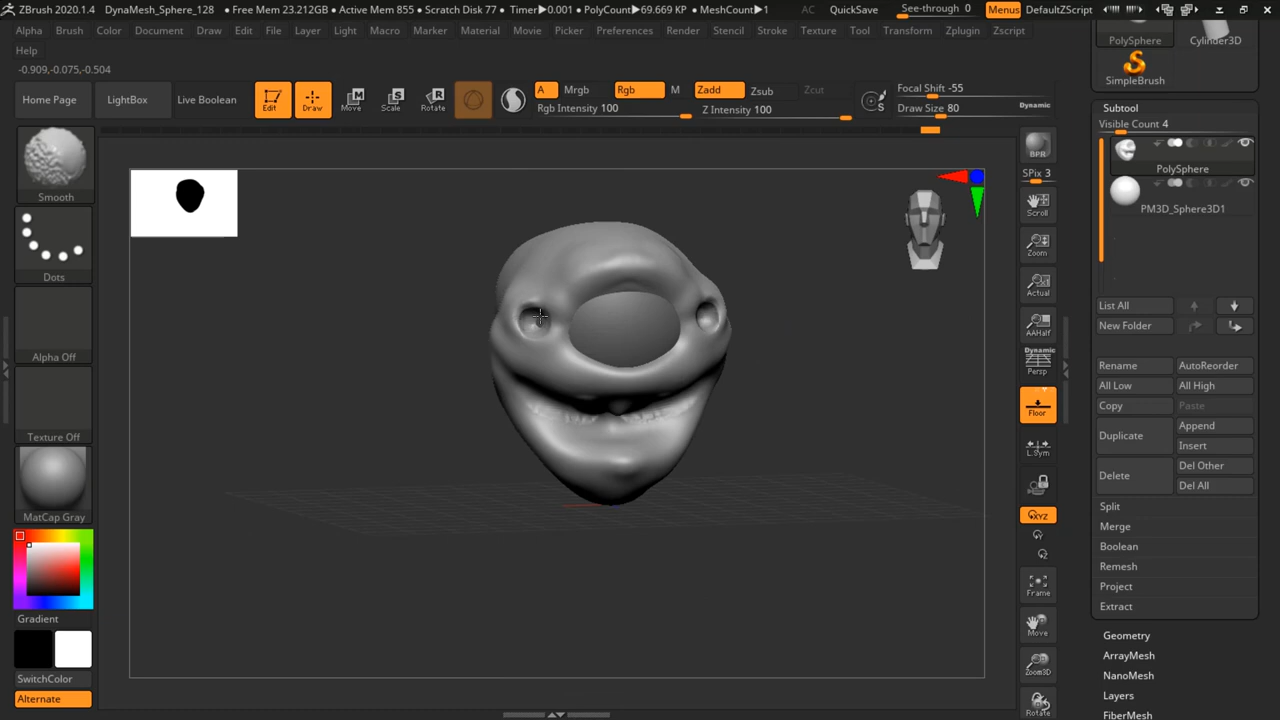 ZBrush 2020.1.4 DynaMesh_Sphere_128 • Free Mem 23.212GB • Active Mem 855 • Scratch Disk 77 • Timer▶0.001 • PolyCount▶69.669 KP • MeshCount▶1 AC QuickSave See-through 0 Menus DefaultZScript
Alpha Brush Color Document Draw Edit File Layer Light Macro Marker Material Movie Picker Preferences Render Stencil Stroke Texture Tool Transform Zplugin Zscript
Help
-0.909,-0.075,-0.504
Home Page LightBox Live Boolean Edit Draw Move Scale Rotate A Mrgb Rgb M Zadd Zsub Zcut Focal Shift -55
Rgb Intensity 100 Z Intensity 100 Draw Size 80 Dynamic
S
Smooth
Dots
Alpha Off
Texture Off
MatCap Gray
Gradient
SwitchColor
Alternate
BPR
SPix 3
Scroll
Zoom
Actual
AAHalf
Dynamic
Persp
Floor
L.Sym
XYZ
Y
Z
Frame
Move
Zoom3D
Rotate
PolySphere Cylinder3D
SimpleBrush
Subtool
Visible Count 4
PolySphere
PM3D_Sphere3D1
List All
New Folder
Rename AutoReorder
All Low All High
Copy Paste
Duplicate Append
Insert
Delete Del Other
Del All
Split
Merge
Boolean
Remesh
Project
Extract
Geometry
ArrayMesh
NanoMesh
Layers
FiberMesh